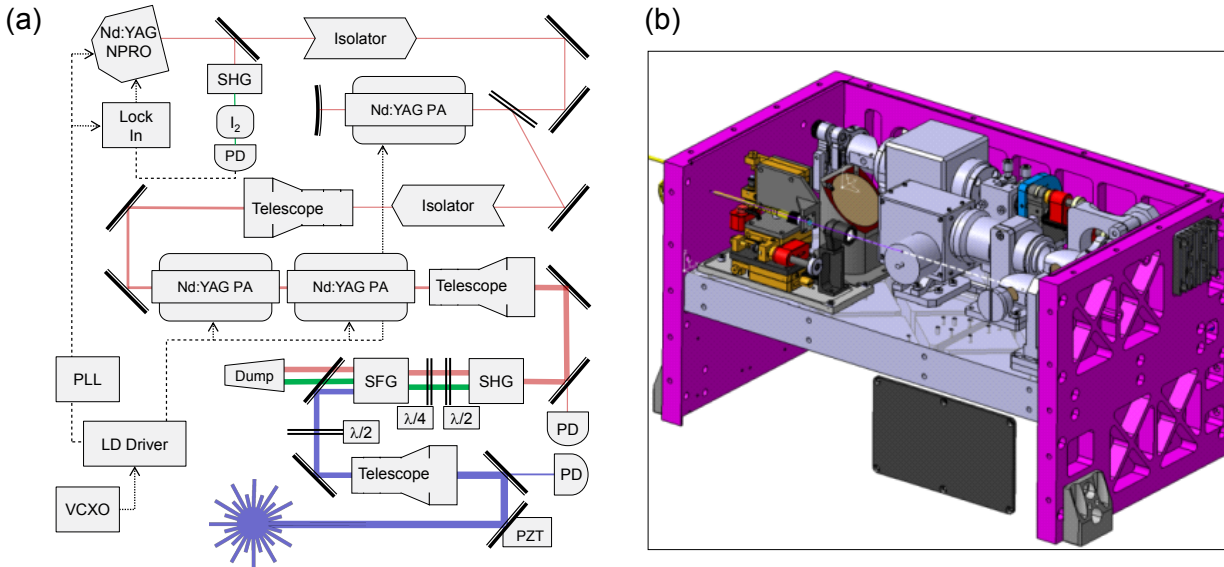 (a)
(b)
Nd:YAG
NPRO
Isolator
SHG
Lock
In
I2
PD
Nd:YAG PA
Telescope
Isolator
Nd:YAG PA
Nd:YAG PA
Telescope
PLL
Dump
SFG
SHG
λ/4
λ/2
λ/2
PD
LD Driver
Telescope
PD
VCXO
PZT